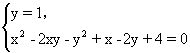 y = 1,
x² - 2xy - y² + x - 2y + 4 = 0